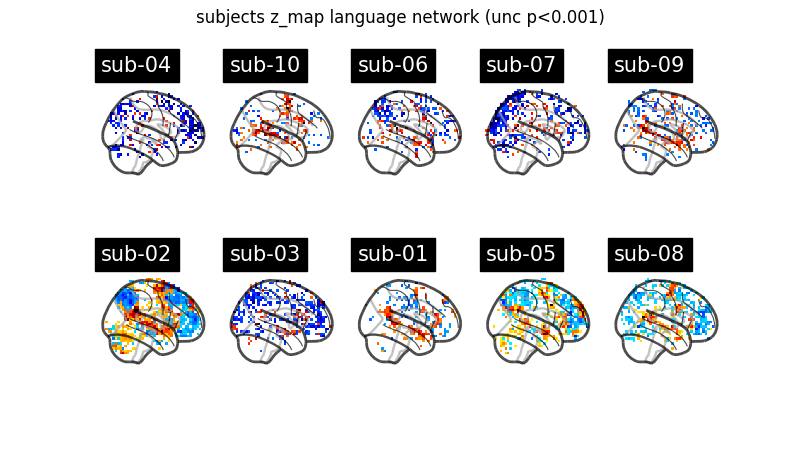 subjects z_map language network (unc p<0.001)
sub-04 sub-10 sub-06 sub-07 sub-09
sub-02 sub-03 sub-01 sub-05 sub-08